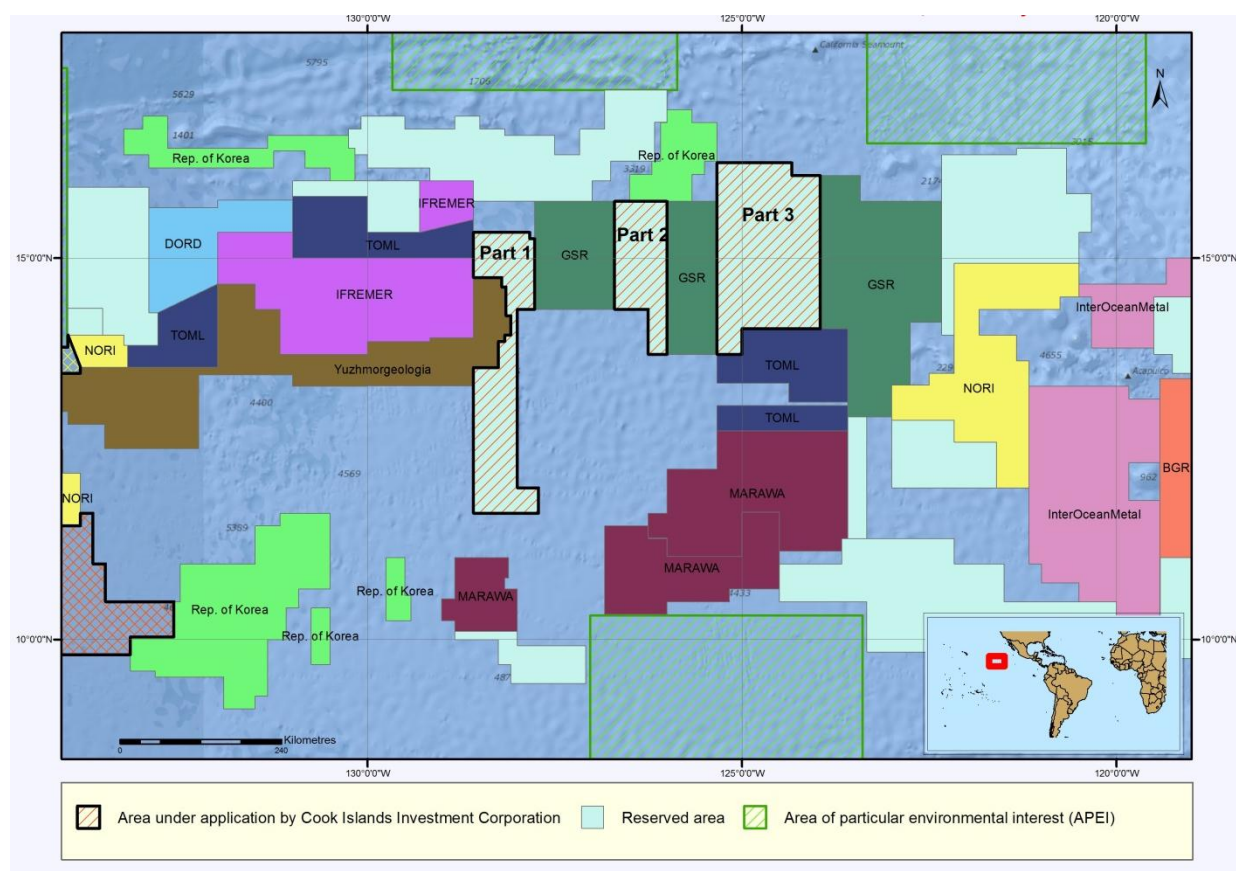 130°0'0"W
125°0'0"W
120°0'0"W
California Seamount
5795
1706
N
5629
1401
Rep. of Korea
Rep. of Korea
3219
2174
IFREMER
Part 3
DORD
TOML
Part 1
Part 2
15°0'0"N
GSR
15°0'0"N
GSR
GSR
IFREMER
InterOceanMetal
TOML
NORI
4655
Yuzhmorgeologia
TOML
229
Acapulco
NORI
4400
TOML
4569
BGR
NORI
MARAWA
962
InterOceanMetal
5359
MARAWA
Rep. of Korea
MARAWA
4433
Rep. of Korea
Rep. of Korea
10°0'0"N
10°0'0"N
487
Kilometres
0
240
130°0'0"W
125°0'0"W
120°0'0"W
Area under application by Cook Islands Investment Corporation
Reserved area
Area of particular environmental interest (APEI)